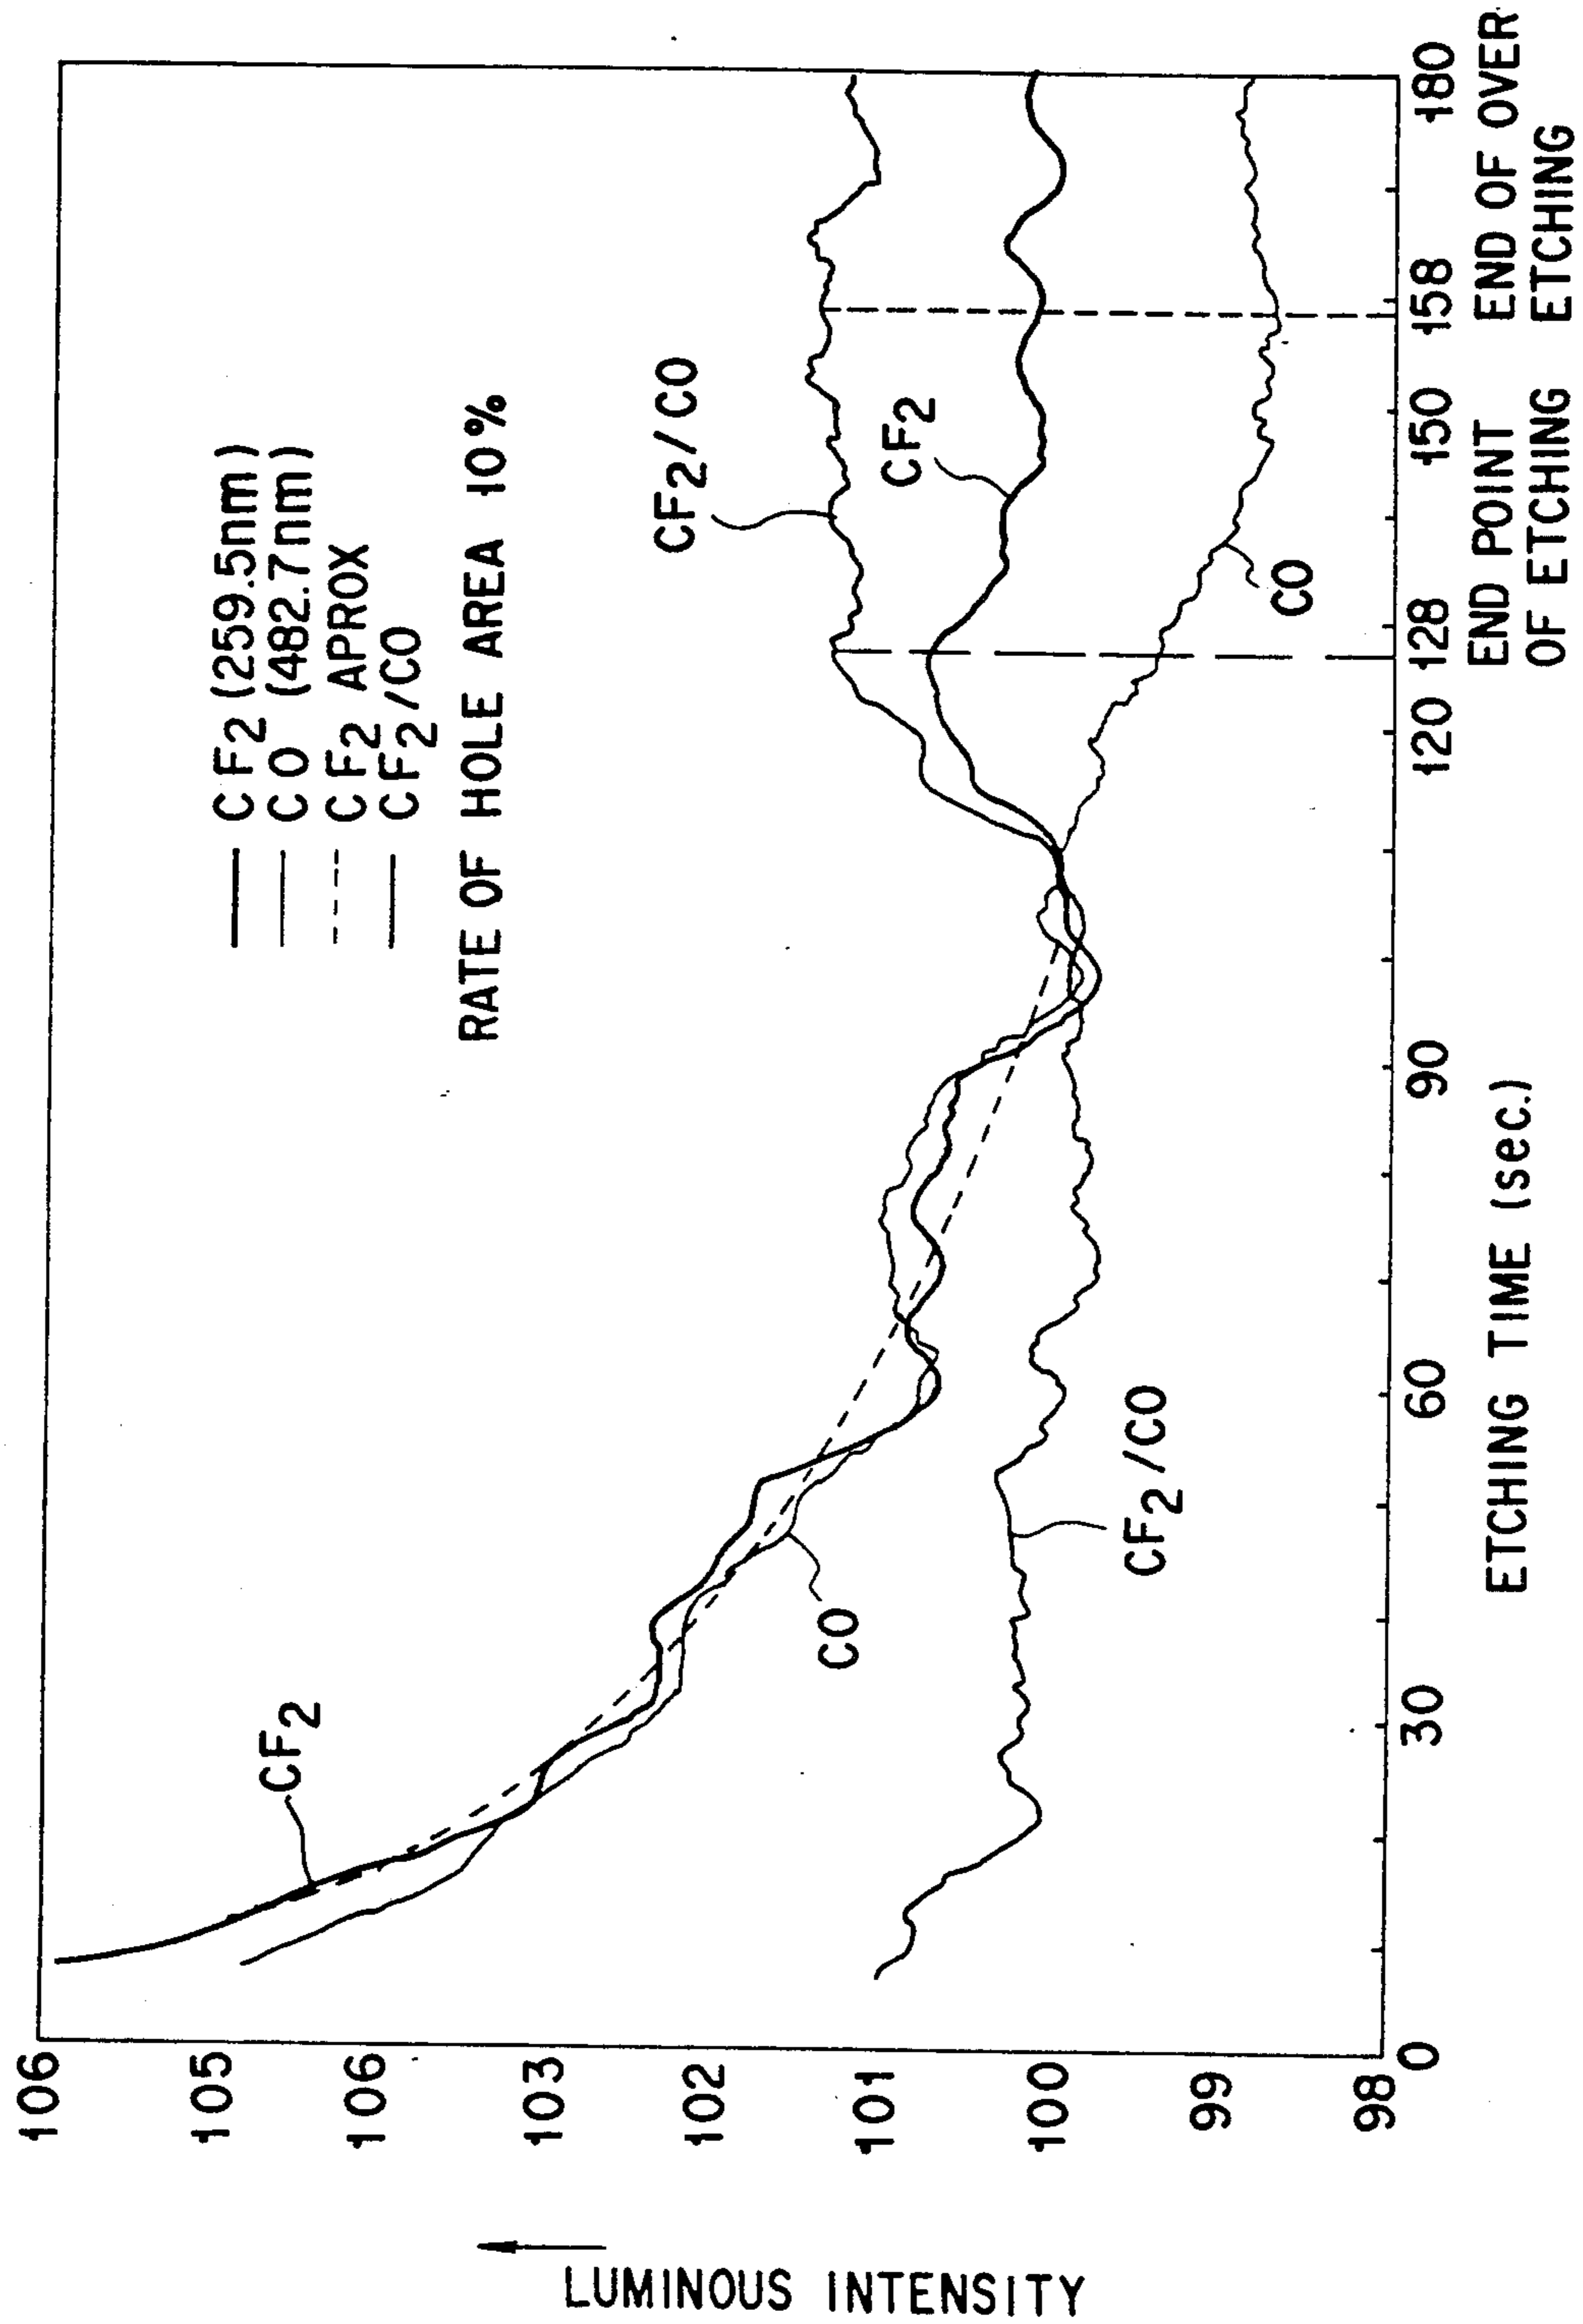 CF2 (259.5nm)
CO (482.7nm)
CF2 APROX
CF2/CO
RATE OF HOLE AREA 10%
CF2
CO
CF2/CO
CF2/CO
CF2
CO
106
105
106
103
102
101
100
99
98
LUMINOUS INTENSITY
0 30 60 90 120 128 150 158 180
ETCHING TIME (sec.)
END POINT
OF ETCHING
END OF OVER
ETCHING